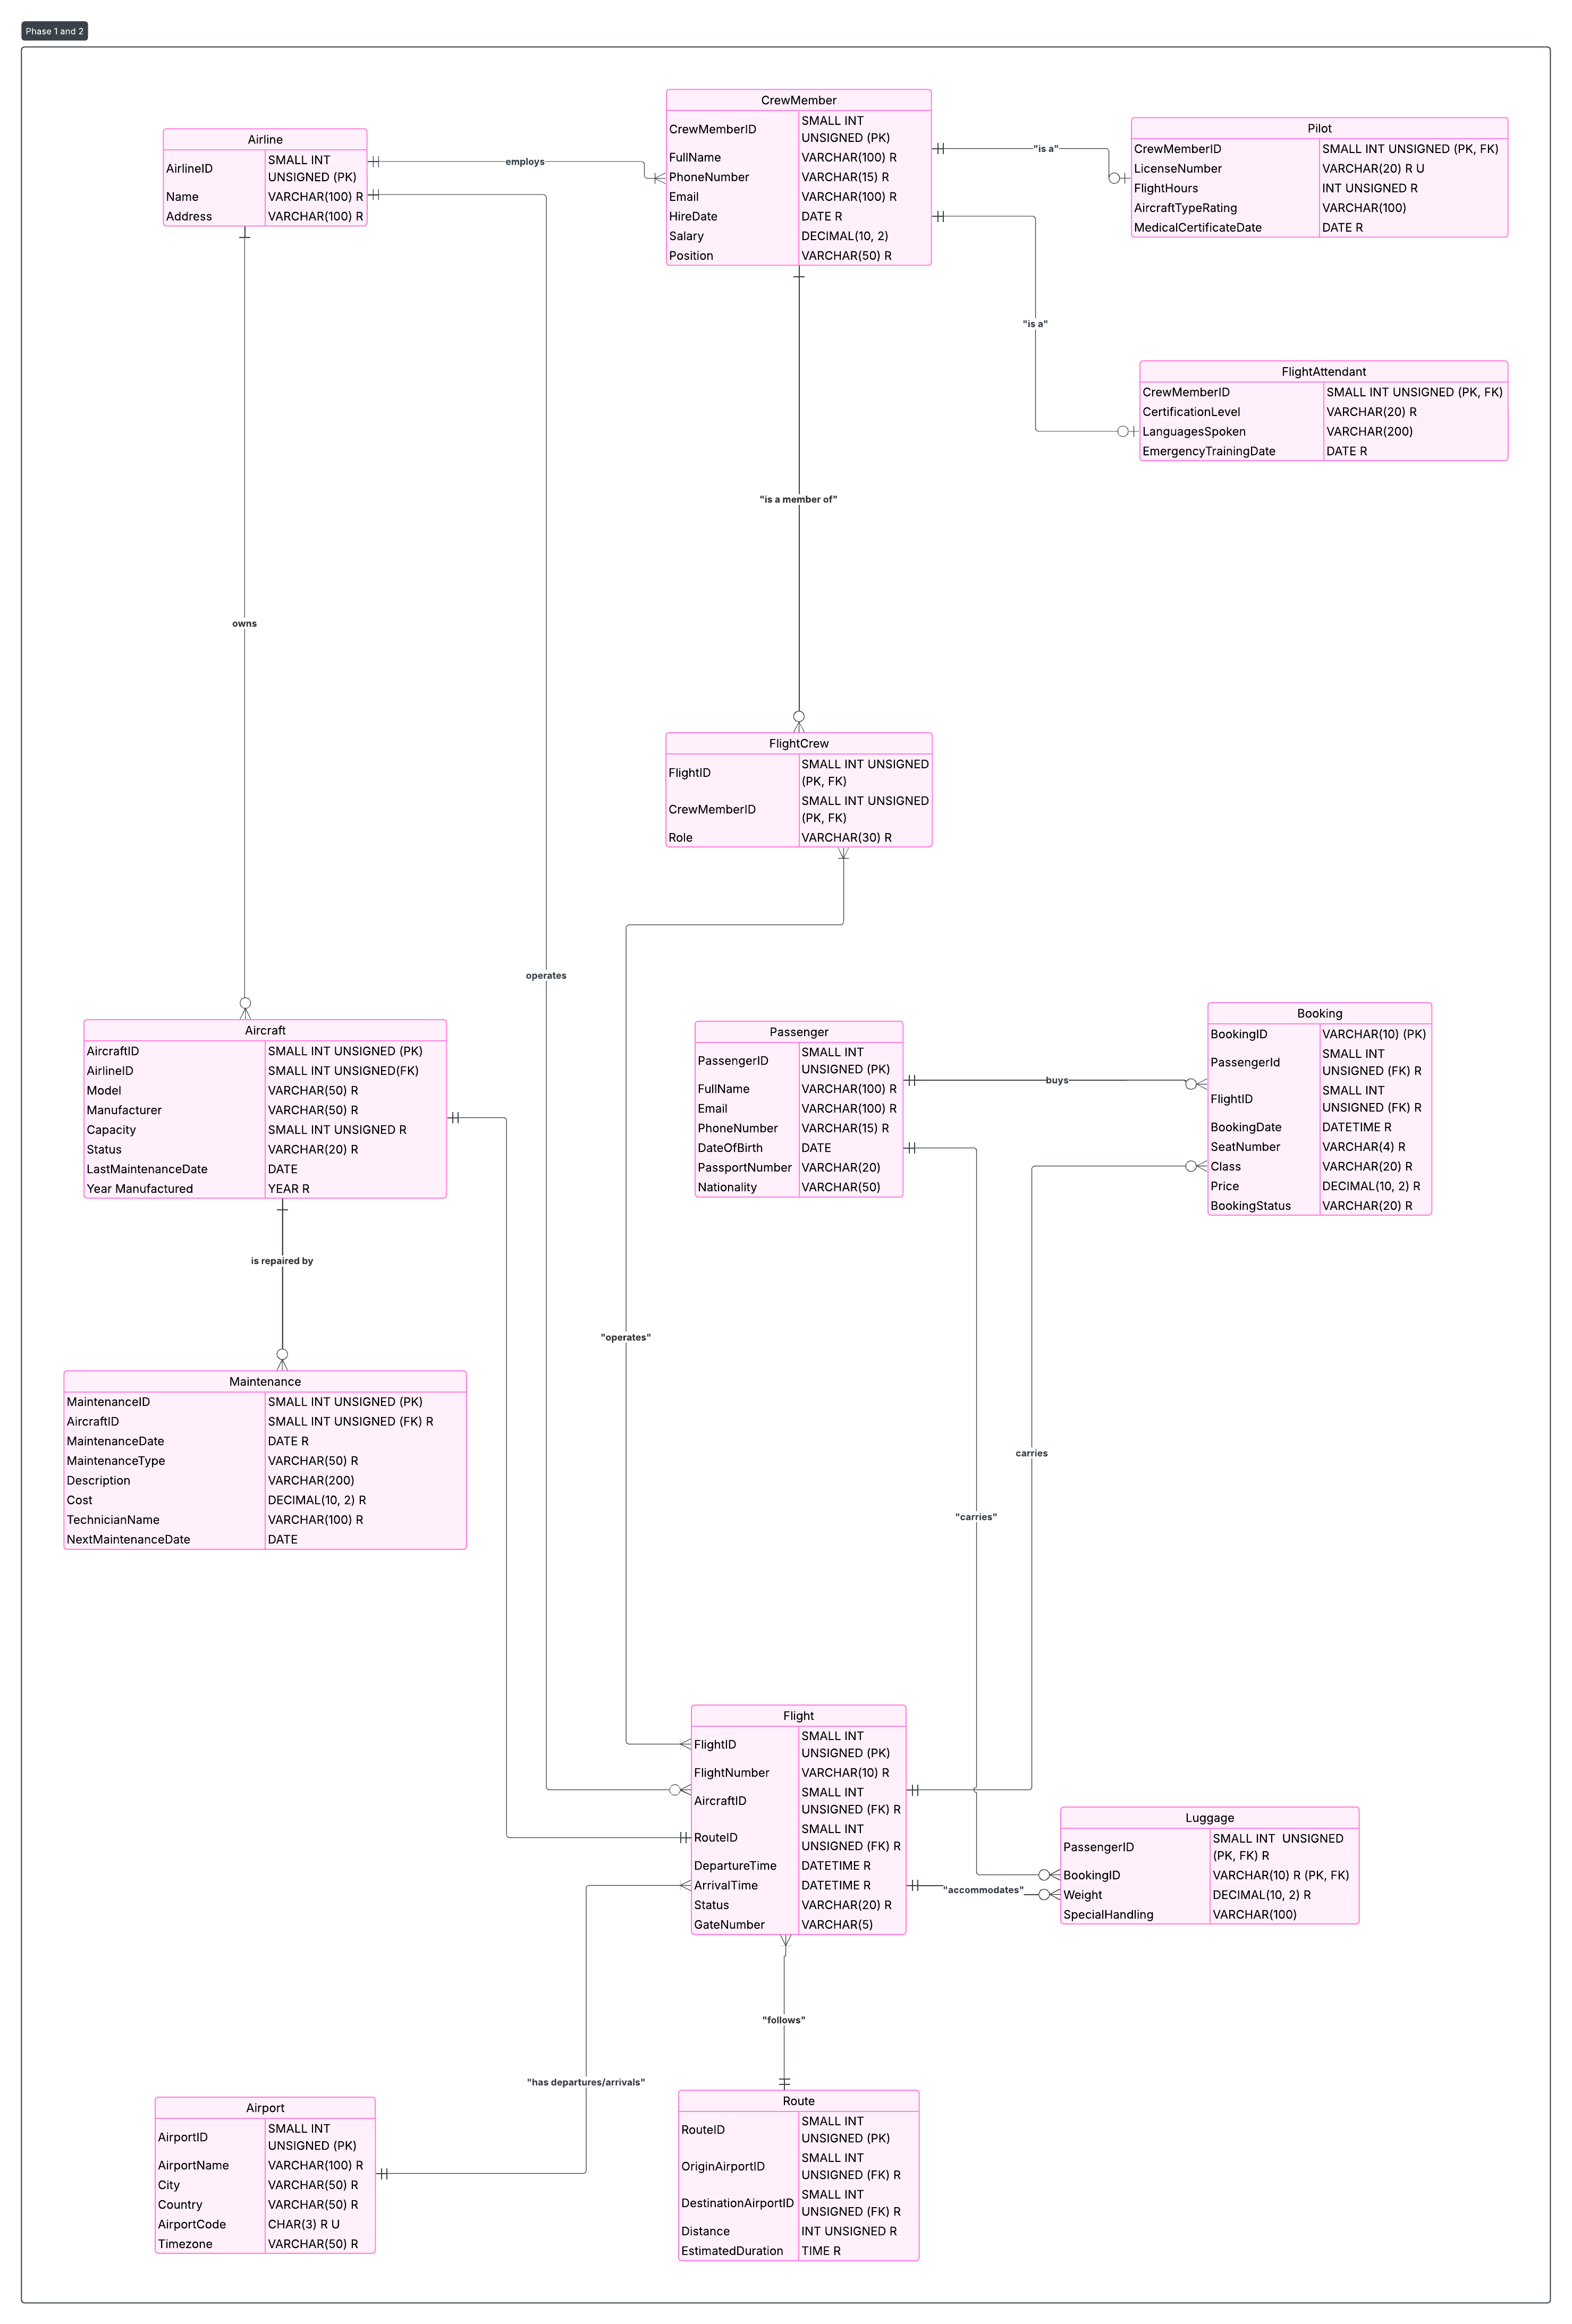 Phase 1 and 2
Airline
AirlineID
SMALL INT
UNSIGNED (PK)
Name
VARCHAR(100) R
Address
VARCHAR(100) R
employs
CrewMember
CrewMemberID
SMALL INT
UNSIGNED (PK)
FullName
VARCHAR(100) R
PhoneNumber
VARCHAR(15) R
Email
VARCHAR(100) R
HireDate
DATE R
Salary
DECIMAL(10, 2)
Position
VARCHAR(50) R
"is a"
Pilot
CrewMemberID
SMALL INT UNSIGNED (PK, FK)
LicenseNumber
VARCHAR(20) R U
FlightHours
INT UNSIGNED R
AircraftTypeRating
VARCHAR(100)
MedicalCertificateDate
DATE R
"is a"
FlightAttendant
CrewMemberID
SMALL INT UNSIGNED (PK, FK)
CertificationLevel
VARCHAR(20) R
LanguagesSpoken
VARCHAR(200)
EmergencyTrainingDate
DATE R
"is a member of"
owns
FlightCrew
FlightID
SMALL INT UNSIGNED
(PK, FK)
CrewMemberID
SMALL INT UNSIGNED
(PK, FK)
Role
VARCHAR(30) R
operates
Aircraft
AircraftID
SMALL INT UNSIGNED (PK)
AirlineID
SMALL INT UNSIGNED(FK)
Model
VARCHAR(50) R
Manufacturer
VARCHAR(50) R
Capacity
SMALL INT UNSIGNED R
Status
VARCHAR(20) R
LastMaintenanceDate
DATE
Year Manufactured
YEAR R
Passenger
PassengerID
SMALL INT
UNSIGNED (PK)
FullName
VARCHAR(100) R
Email
VARCHAR(100) R
PhoneNumber
VARCHAR(15) R
DateOfBirth
DATE
PassportNumber
VARCHAR(20)
Nationality
VARCHAR(50)
buys
Booking
BookingID
VARCHAR(10) (PK)
PassengerId
SMALL INT
UNSIGNED (FK) R
FlightID
SMALL INT
UNSIGNED (FK) R
BookingDate
DATETIME R
SeatNumber
VARCHAR(4) R
Class
VARCHAR(20) R
Price
DECIMAL(10, 2) R
BookingStatus
VARCHAR(20) R
is repaired by
"operates"
Maintenance
MaintenanceID
SMALL INT UNSIGNED (PK)
AircraftID
SMALL INT UNSIGNED (FK) R
MaintenanceDate
DATE R
MaintenanceType
VARCHAR(50) R
Description
VARCHAR(200)
Cost
DECIMAL(10, 2) R
TechnicianName
VARCHAR(100) R
NextMaintenanceDate
DATE
carries
"carries"
Flight
FlightID
SMALL INT
UNSIGNED (PK)
FlightNumber
VARCHAR(10) R
AircraftID
SMALL INT
UNSIGNED (FK) R
RouteID
SMALL INT
UNSIGNED (FK) R
DepartureTime
DATETIME R
ArrivalTime
DATETIME R
Status
VARCHAR(20) R
GateNumber
VARCHAR(5)
"accommodates"
Luggage
PassengerID
SMALL INT  UNSIGNED
(PK, FK) R
BookingID
VARCHAR(10) R (PK, FK)
Weight
DECIMAL(10, 2) R
SpecialHandling
VARCHAR(100)
"follows"
"has departures/arrivals"
Airport
AirportID
SMALL INT
UNSIGNED (PK)
AirportName
VARCHAR(100) R
City
VARCHAR(50) R
Country
VARCHAR(50) R
AirportCode
CHAR(3) R U
Timezone
VARCHAR(50) R
Route
RouteID
SMALL INT
UNSIGNED (PK)
OriginAirportID
SMALL INT
UNSIGNED (FK) R
DestinationAirportID
SMALL INT
UNSIGNED (FK) R
Distance
INT UNSIGNED R
EstimatedDuration
TIME R